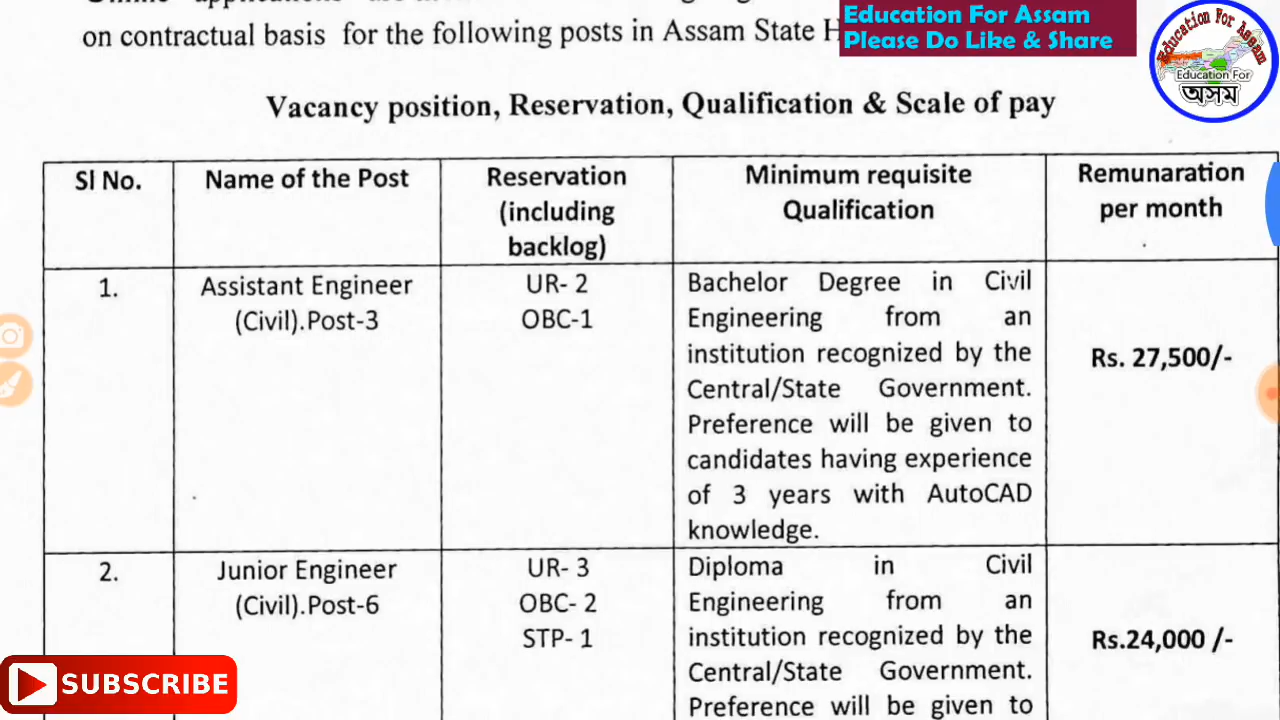 on contractual basis for the following posts in Assam State
Education For Assam
Please Do Like & Share
Education For Assam
Education For
অসম
Vacancy position, Reservation, Qualification & Scale of pay
Sl No.
Name of the Post
Reservation
(including
backlog)
Minimum requisite
Qualification
Remunaration
per month
1.
Assistant Engineer
(Civil).Post-3
UR- 2
OBC-1
Bachelor Degree in Civil
Engineering from an
institution recognized by the
Central/State Government.
Preference will be given to
candidates having experience
of 3 years with AutoCAD
knowledge.
Rs. 27,500/-
2.
Junior Engineer
(Civil).Post-6
UR- 3
OBC- 2
STP- 1
Diploma in Civil
Engineering from an
institution recognized by the
Central/State Government.
Preference will be given to
Rs.24,000 /-
SUBSCRIBE